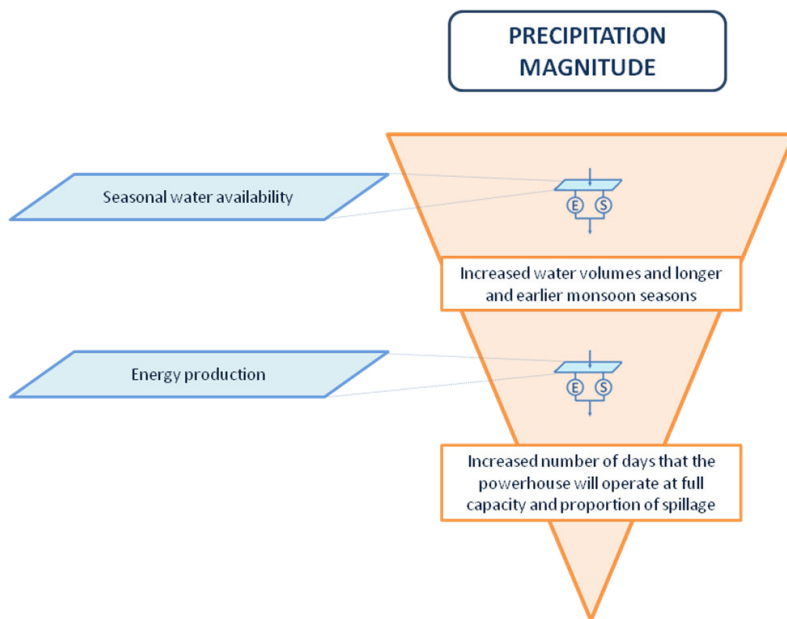 PRECIPITATION
MAGNITUDE
Seasonal water availability
E S
Increased water volumes and longer
and earlier monsoon seasons
Energy production
E S
Increased number of days that the
powerhouse will operate at full
capacity and proportion of spillage